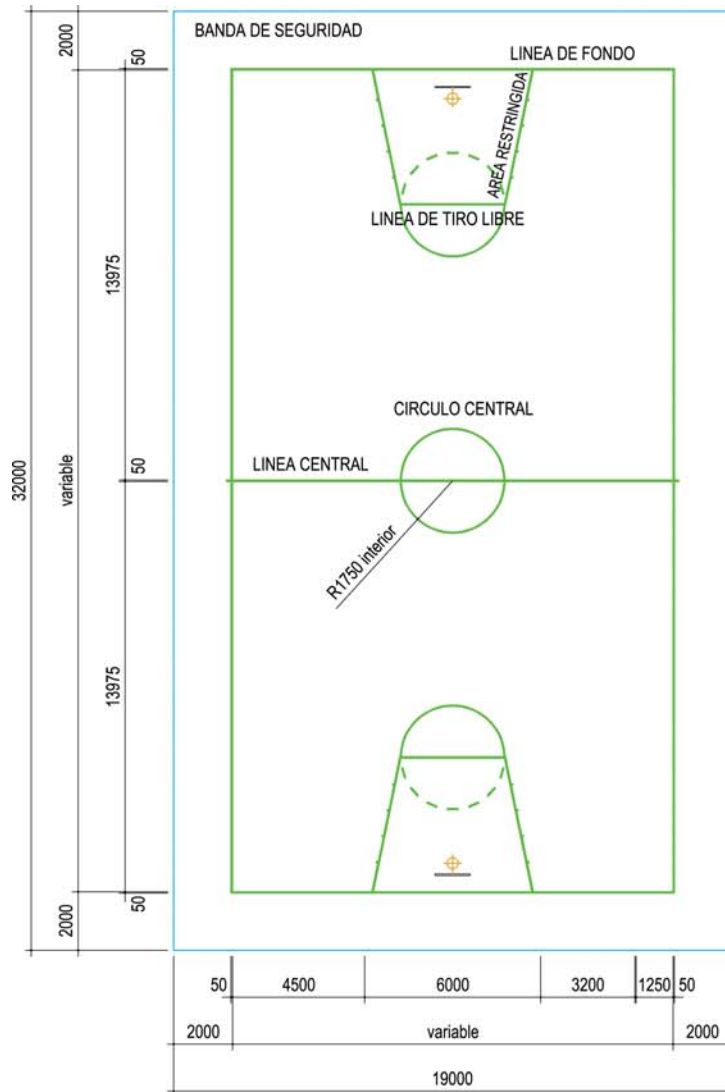 2000
50
BANDA DE SEGURIDAD
LINEA DE FONDO
AREA RESTRINGIDA
LINEA DE TIRO LIBRE
13975
CIRCULO CENTRAL
LINEA CENTRAL
50
32000
variable
R1750 interior
13975
2000
50
50
4500
6000
3200
1250
50
2000
variable
2000
19000